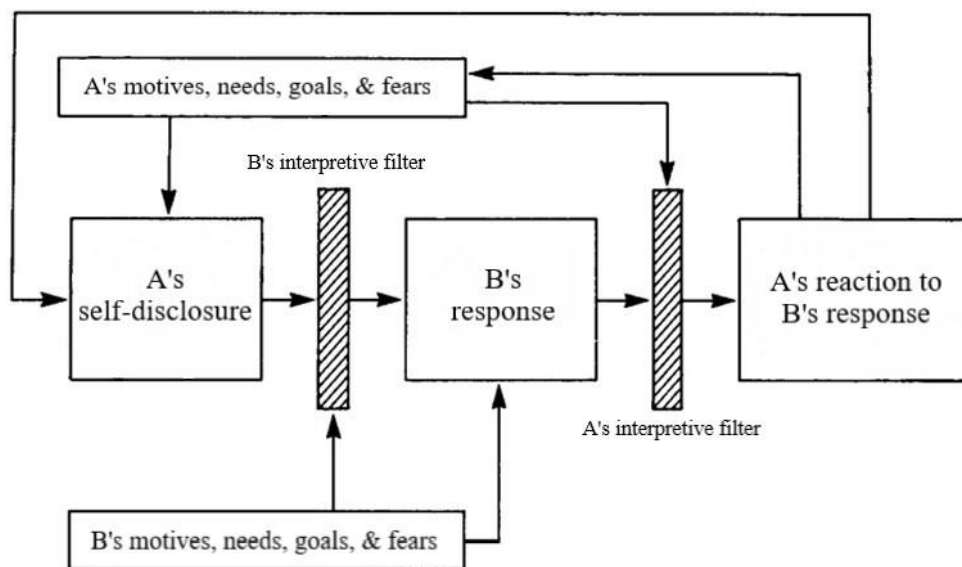 A's motives, needs, goals, & fears
B's interpretive filter
A's
self-disclosure
B's
response
A's reaction to
B's response
A's interpretive filter
B's motives, needs, goals, & fears